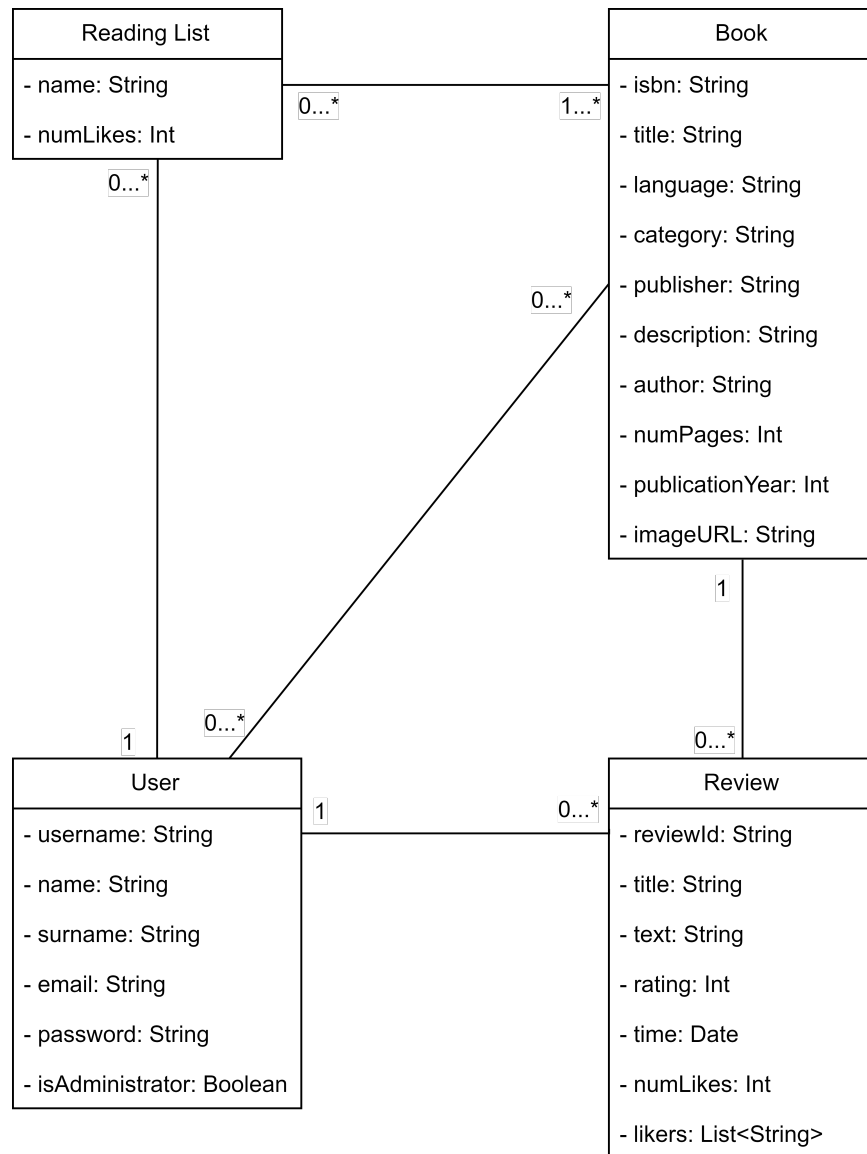 Reading List
- name: String
- numLikes: Int
0...*
1...*
Book
- isbn: String
- title: String
- language: String
- category: String
- publisher: String
- description: String
- author: String
- numPages: Int
- publicationYear: Int
- imageURL: String
0...*
0...*
0...*
1
1
0...*
User
- username: String
- name: String
- surname: String
- email: String
- password: String
- isAdministrator: Boolean
1
0...*
Review
- reviewId: String
- title: String
- text: String
- rating: Int
- time: Date
- numLikes: Int
- likers: List<String>